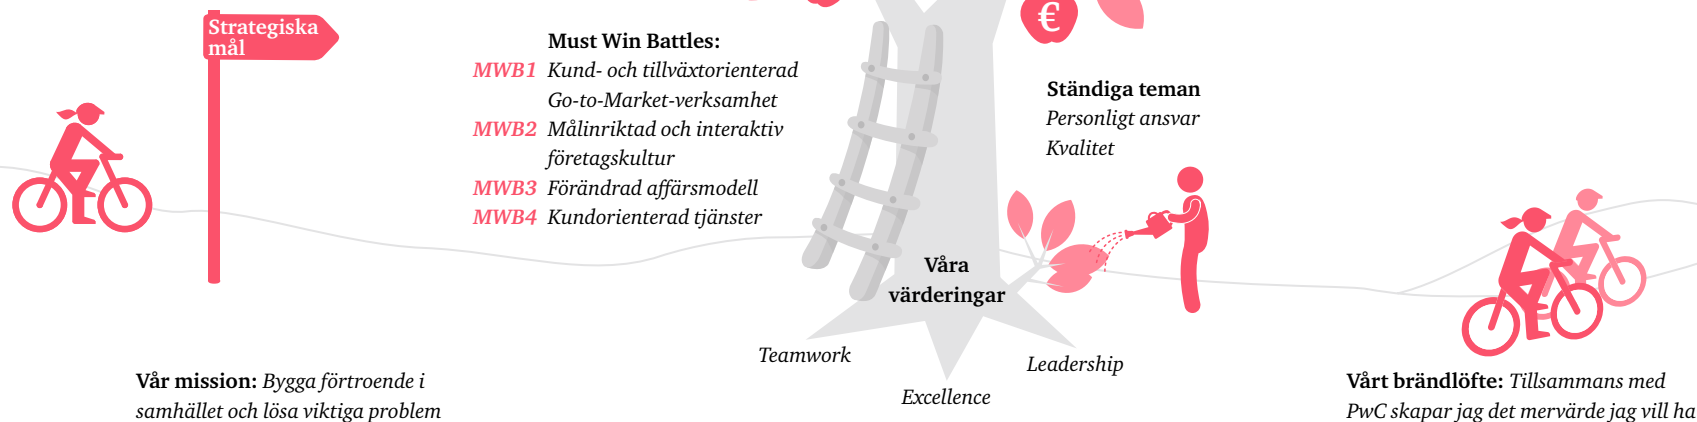 Strategiska
mål
Must Win Battles:
MWB1 Kund- och tillväxtorienterad
Go-to-Market-verksamhet
MWB2 Målinriktad och interaktiv
företagskultur
MWB3 Förändrad affärsmodell
MWB4 Kundorienterad tjänster
€
Ständiga teman
Personligt ansvar
Kvalitet
Våra
värderingar
Teamwork
Excellence
Leadership
Vår mission: Bygga förtroende i
samhället och lösa viktiga problem
Vårt brändlöfte: Tillsammans med
PwC skapar jag det mervärde jag vill ha